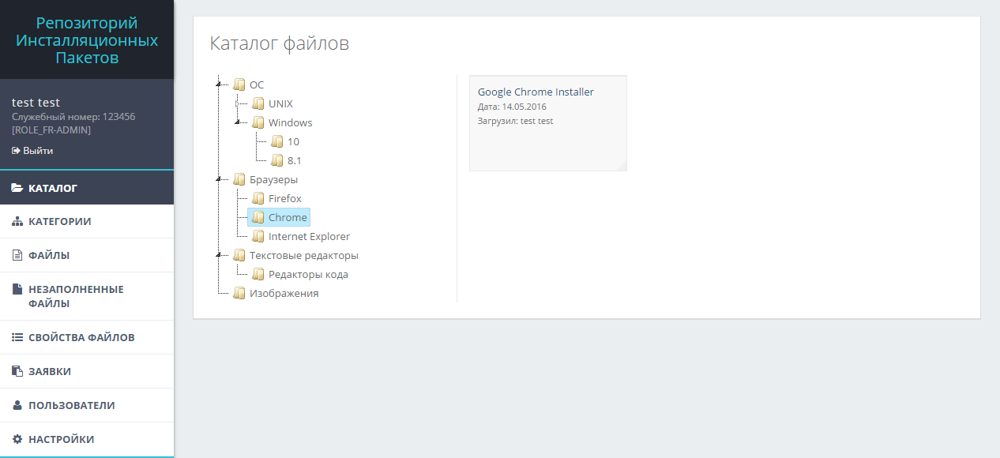 Репозиторий
Инсталляционных
Пакетов
test test
Служебный номер: 123456
[ROLE_FR-ADMIN]
Выйти
КАТАЛОГ
КАТЕГОРИИ
ФАЙЛЫ
НЕЗАПОЛНЕННЫЕ
ФАЙЛЫ
СВОЙСТВА ФАЙЛОВ
ЗАЯВКИ
ПОЛЬЗОВАТЕЛИ
НАСТРОЙКИ
Каталог файлов
ОС
UNIX
Windows
10
8.1
Браузеры
Firefox
Chrome
Internet Explorer
Текстовые редакторы
Редакторы кода
Изображения
Google Chrome Installer
Дата: 14.05.2016
Загрузил: test test